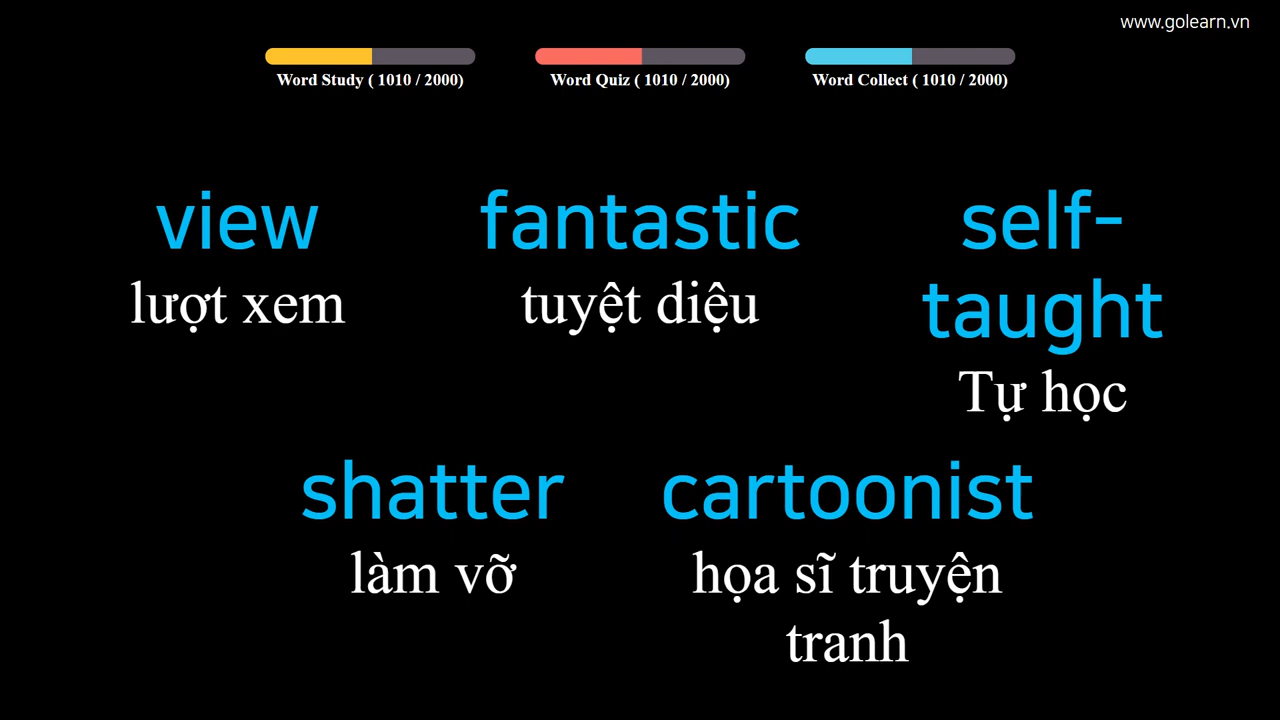 www.golearn.vn
Word Study ( 1010 / 2000)
Word Quiz ( 1010 / 2000)
Word Collect ( 1010 / 2000)
view
lượt xem
fantastic
tuyệt diệu
self-
taught
Tự học
shatter
làm vỡ
cartoonist
họa sĩ truyện
tranh